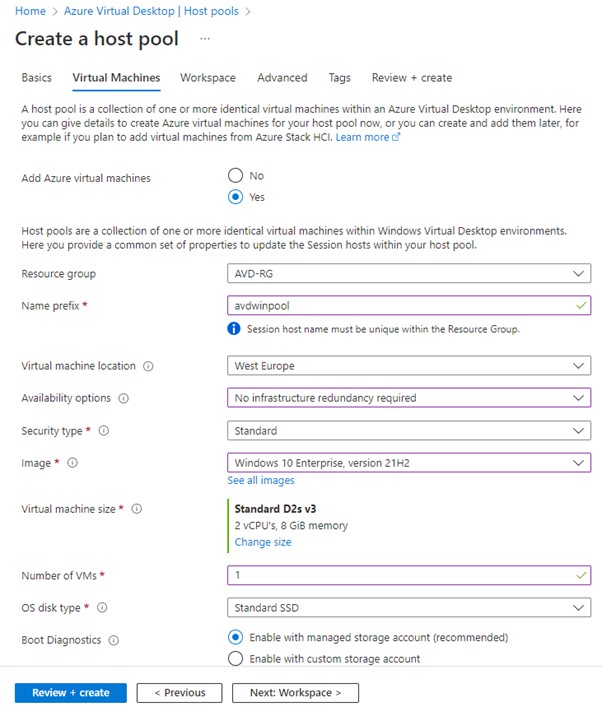 Home > Azure Virtual Desktop | Host pools >
Create a host pool ...
Basics Virtual Machines Workspace Advanced Tags Review + create
A host pool is a collection of one or more identical virtual machines within an Azure Virtual Desktop environment. Here
you can give details to create Azure virtual machines for your host pool now, or you can create and add them later, for
example if you plan to add virtual machines from Azure Stack HCI. Learn more
Add Azure virtual machines
No
Yes
Host pools are a collection of one or more identical virtual machines within Windows Virtual Desktop environments.
Here you provide a common set of properties to update the Session hosts within your host pool.
Resource group AVD-RG
Name prefix * avdwinpool
Session host name must be unique within the Resource Group.
Virtual machine location West Europe
Availability options No infrastructure redundancy required
Security type * Standard
Image * Windows 10 Enterprise, version 21H2
See all images
Virtual machine size * Standard D2s v3
2 vCPU's, 8 GiB memory
Change size
Number of VMs * 1
OS disk type * Standard SSD
Boot Diagnostics Enable with managed storage account (recommended)
Enable with custom storage account
Review + create < Previous Next: Workspace >